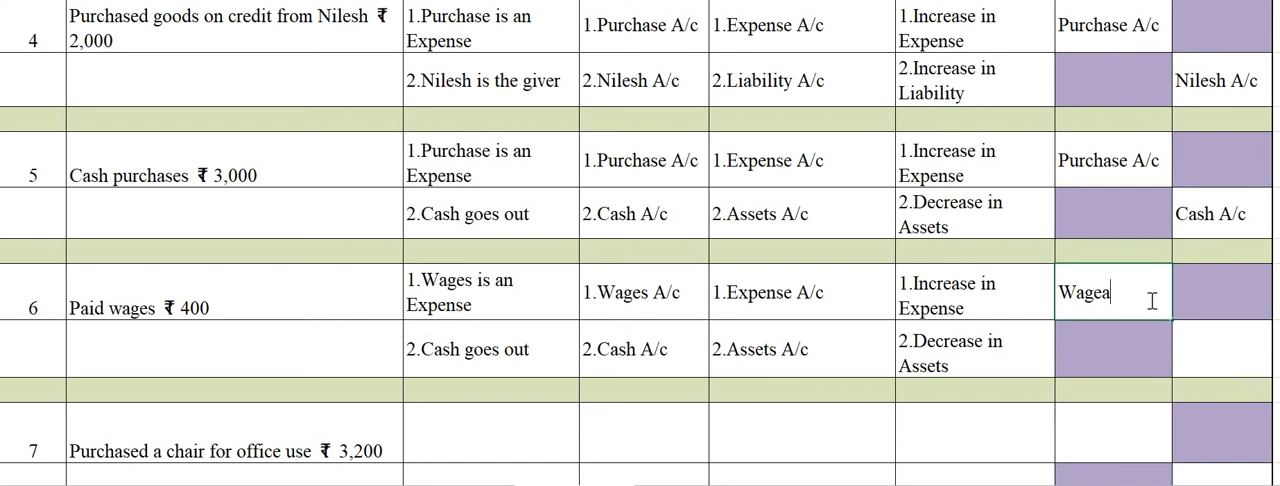 4
Purchased goods on credit from Nilesh ₹
2,000
1.Purchase is an
Expense
1.Purchase A/c
1.Expense A/c
1.Increase in
Expense
Purchase A/c
2.Nilesh is the giver
2.Nilesh A/c
2.Liability A/c
2.Increase in
Liability
Nilesh A/c
5
Cash purchases ₹ 3,000
1.Purchase is an
Expense
1.Purchase A/c
1.Expense A/c
1.Increase in
Expense
Purchase A/c
2.Cash goes out
2.Cash A/c
2.Assets A/c
2.Decrease in
Assets
Cash A/c
6
Paid wages ₹ 400
1.Wages is an
Expense
1.Wages A/c
1.Expense A/c
1.Increase in
Expense
Wagea
2.Cash goes out
2.Cash A/c
2.Assets A/c
2.Decrease in
Assets
7
Purchased a chair for office use ₹ 3,200